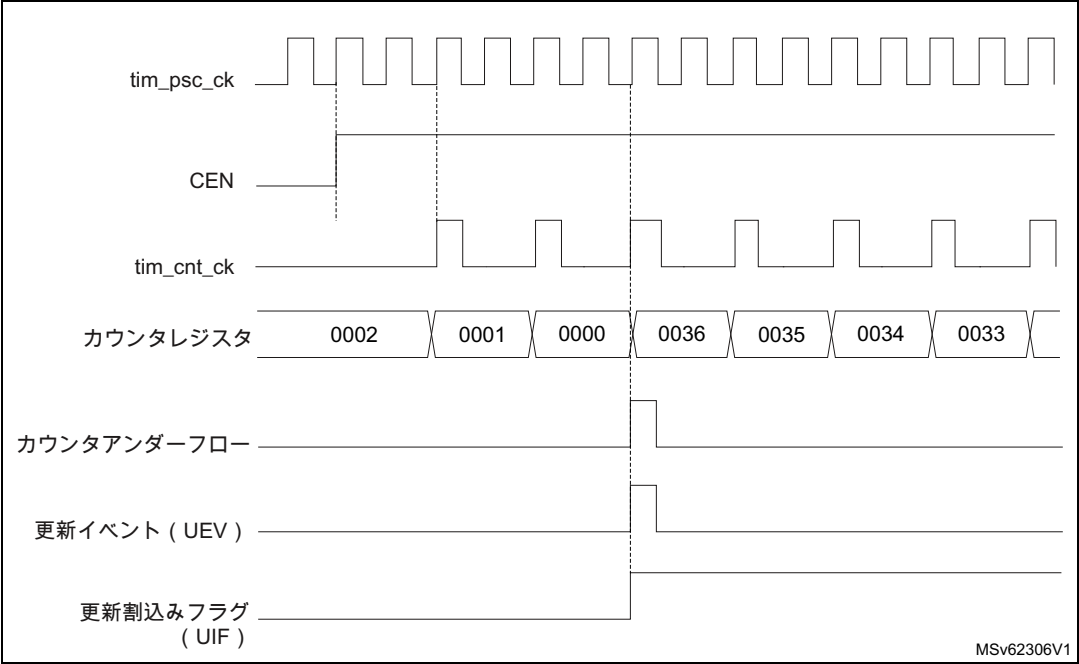 tim_psc_ck
CEN
tim_cnt_ck
カウンタレジスタ 0002 0001 0000 0036 0035 0034 0033
カウンタアンダーフロー
更新イベント ( UEV )
更新割込みフラグ
( UIF )
MSv62306V1